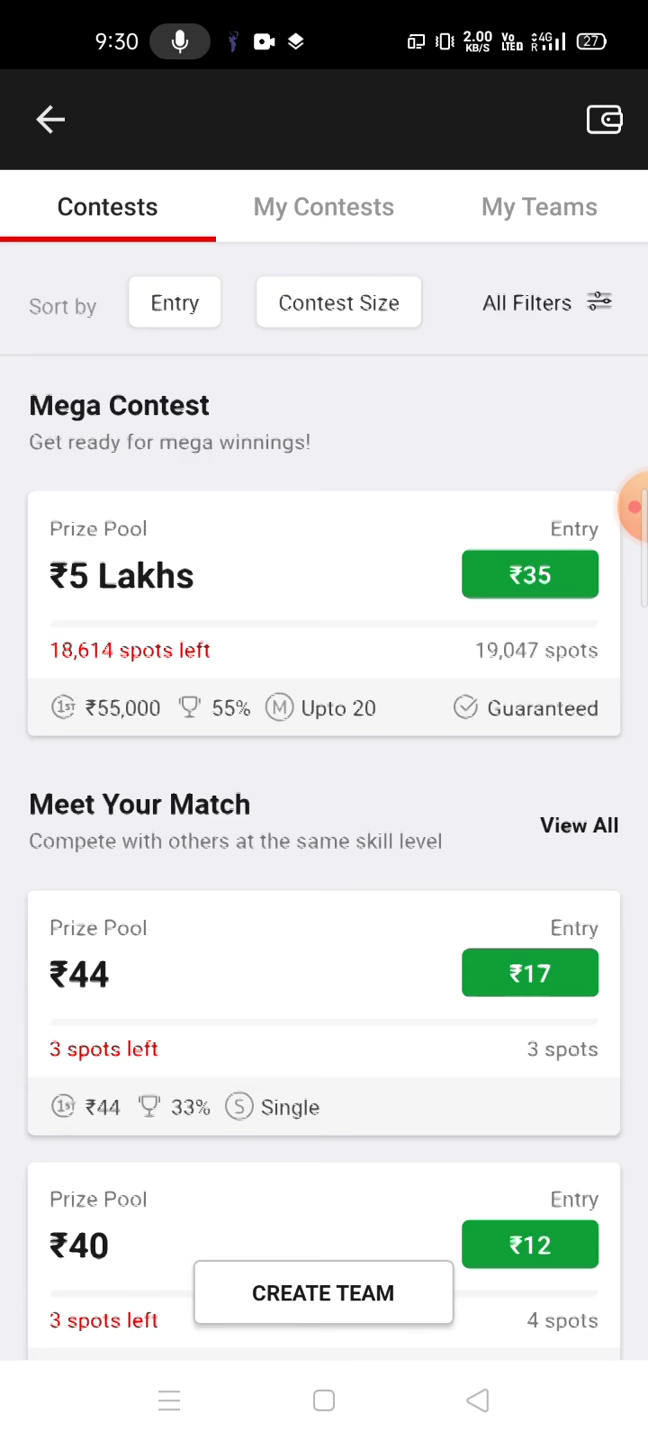 9:30 2.00 KB/S Vo LTED 4G R 27
Contests My Contests My Teams
Sort by Entry Contest Size All Filters
Mega Contest
Get ready for mega winnings!
Prize Pool Entry
₹5 Lakhs ₹35
18,614 spots left 19,047 spots
1ST ₹55,000 55% M Upto 20 Guaranteed
Meet Your Match
View All
Compete with others at the same skill level
Prize Pool Entry
₹44 ₹17
3 spots left 3 spots
1ST ₹44 33% S Single
Prize Pool Entry
₹40 ₹12
CREATE TEAM
3 spots left 4 spots